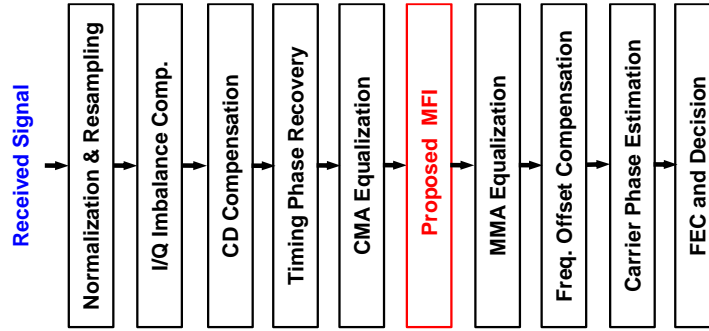 Received Signal
Normalization & Resampling
I/Q Imbalance Comp.
CD Compensation
Timing Phase Recovery
CMA Equalization
Proposed MFI
MMA Equalization
Freq. Offset Compensation
Carrier Phase Estimation
FEC and Decision